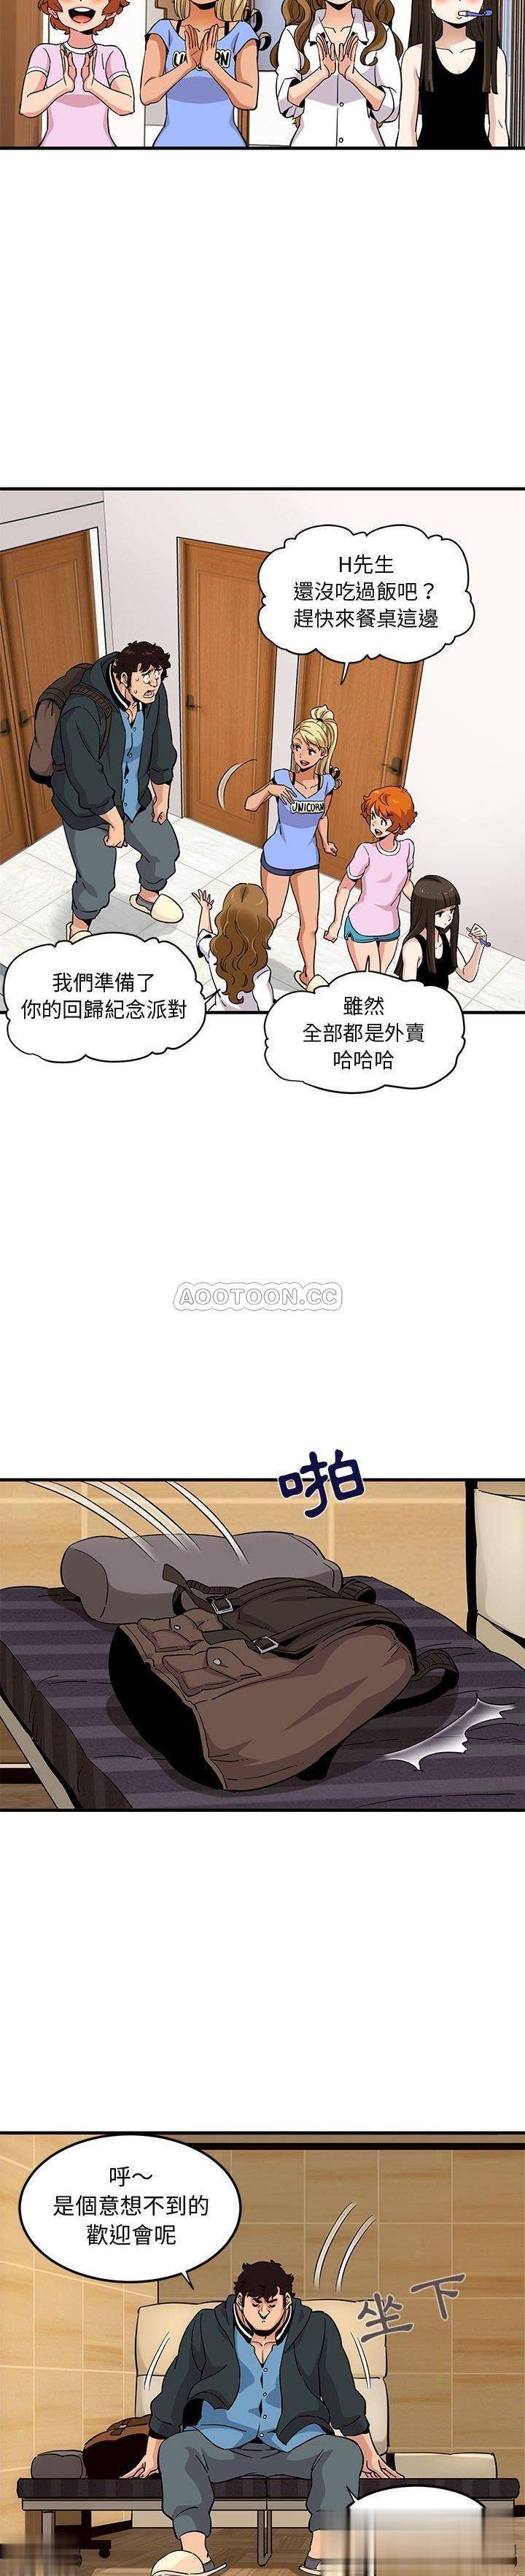 UNICORN
H先生
還沒吃過飯吧？
趕快來餐桌這邊
UNICORN
我們準備了
你的回歸紀念派對
雖然
全部都是外賣
哈哈哈
AOOTOON.CC
啪
呼～
是個意想不到的
歡迎會呢
坐下